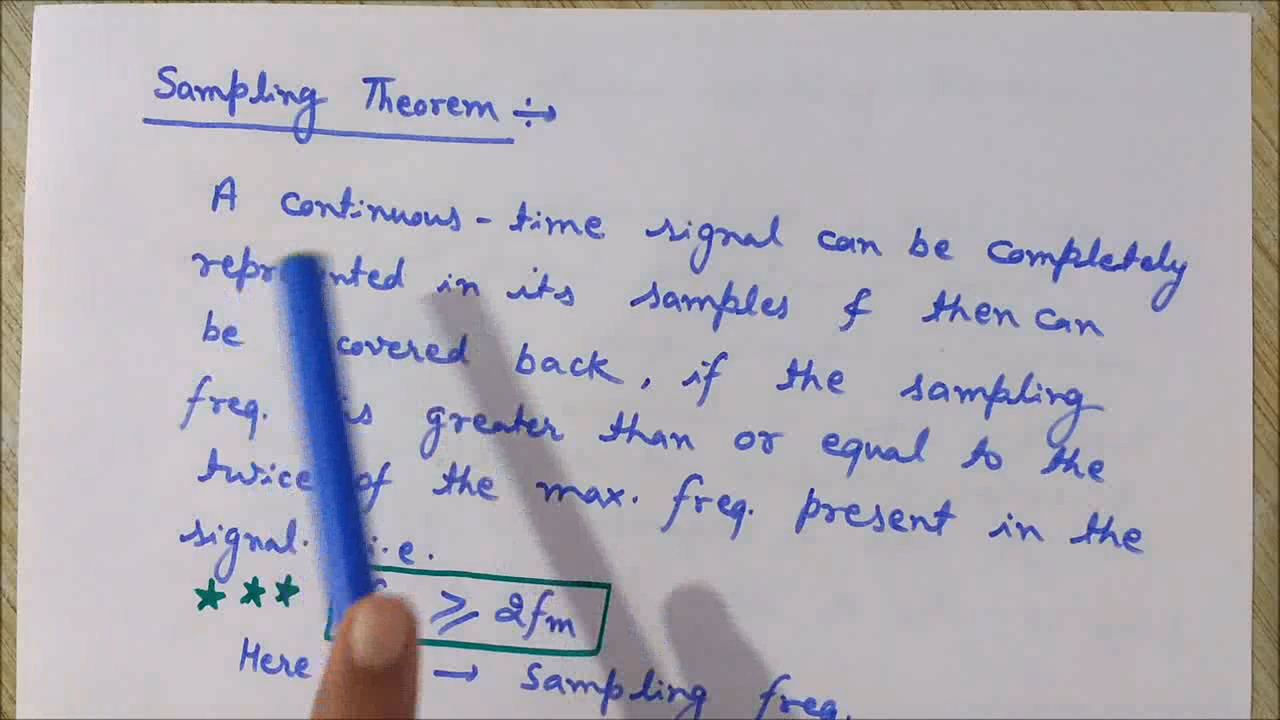 Sampling Theorem ÷→
A continuous - time signal can be completely
in its samples & then can
be back, if the sampling
freq. is greater than or equal to the
twice of the max. freq. present in the
signal. i.e.
★★★ ≥ 2fm
Here → Sampling freq.